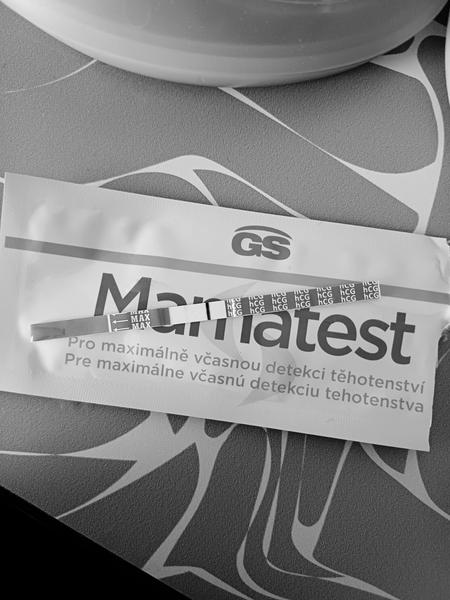 GS
Mamatest
MAX
MAX
MAX
hCG hCG hCG hCG hCG
hCG hCG hCG hCG hCG
hCG hCG hCG hCG
Pro maximálně včasnou detekci těhotenství
Pre maximálne včasnú detekciu tehotenstva